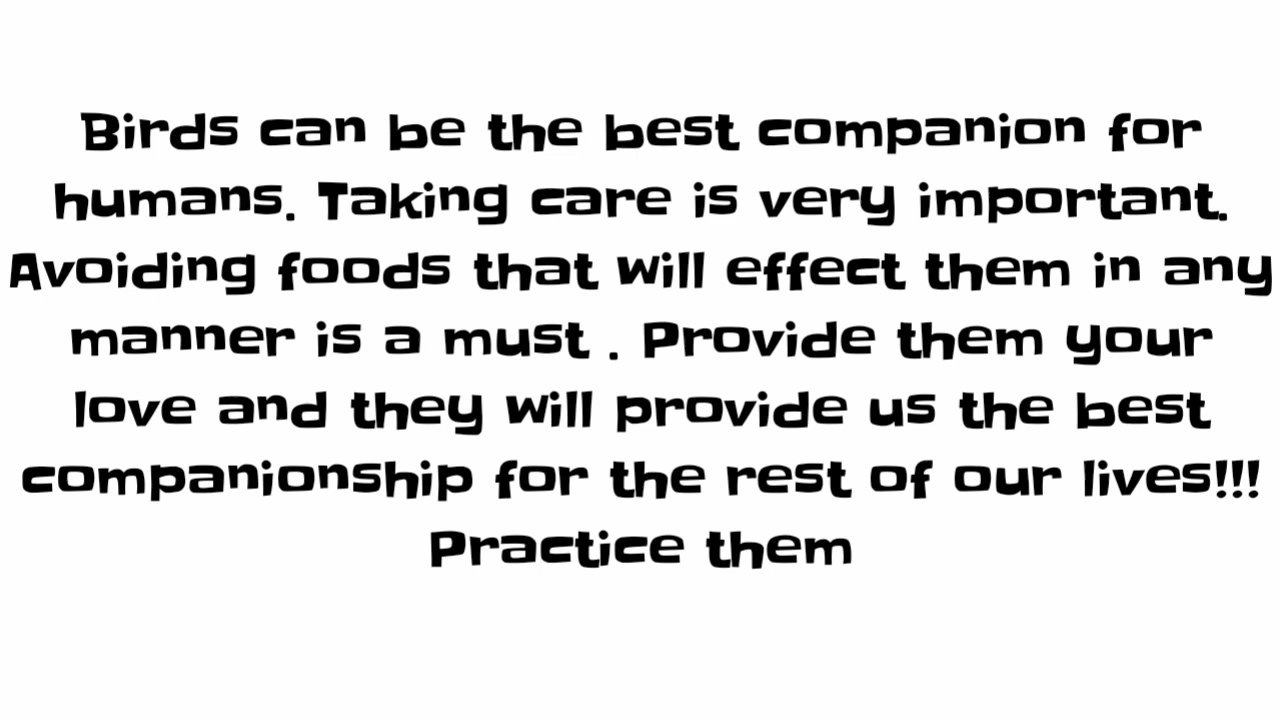 Birds can be the best companion for
humans. Taking care is very important.
Avoiding foods that will effect them in any
manner is a must . Provide them your
love and they will provide us the best
companionship for the rest of our lives!!!
Practice them